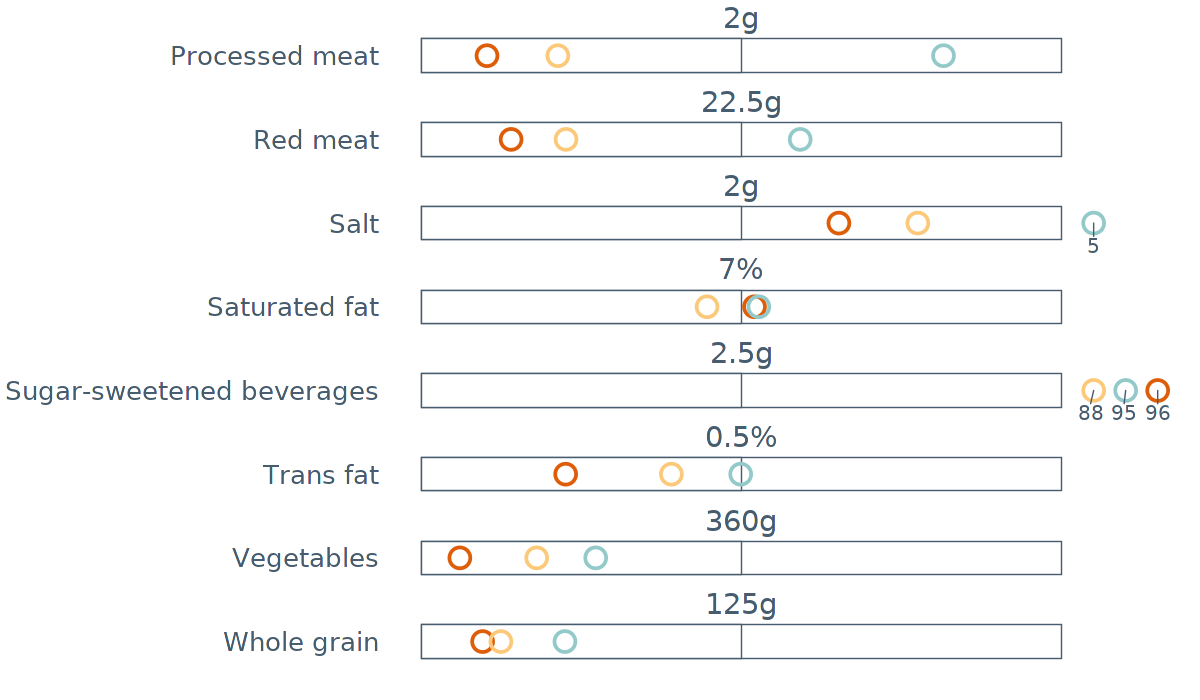 2g
Processed meat
22.5g
Red meat
2g
Salt
5
7%
Saturated fat
2.5g
Sugar-sweetened beverages
88 95 96
0.5%
Trans fat
360g
Vegetables
125g
Whole grain